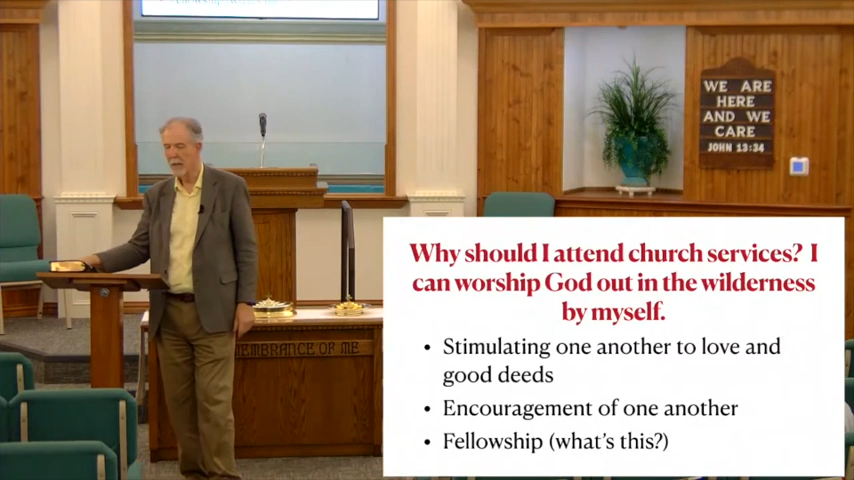 WE ARE
HERE
AND WE
CARE
JOHN 13:34
EMBRANCE OF ME
Why should I attend church services? I
can worship God out in the wilderness
by myself.
• Stimulating one another to love and
good deeds
• Encouragement of one another
• Fellowship (what's this?)